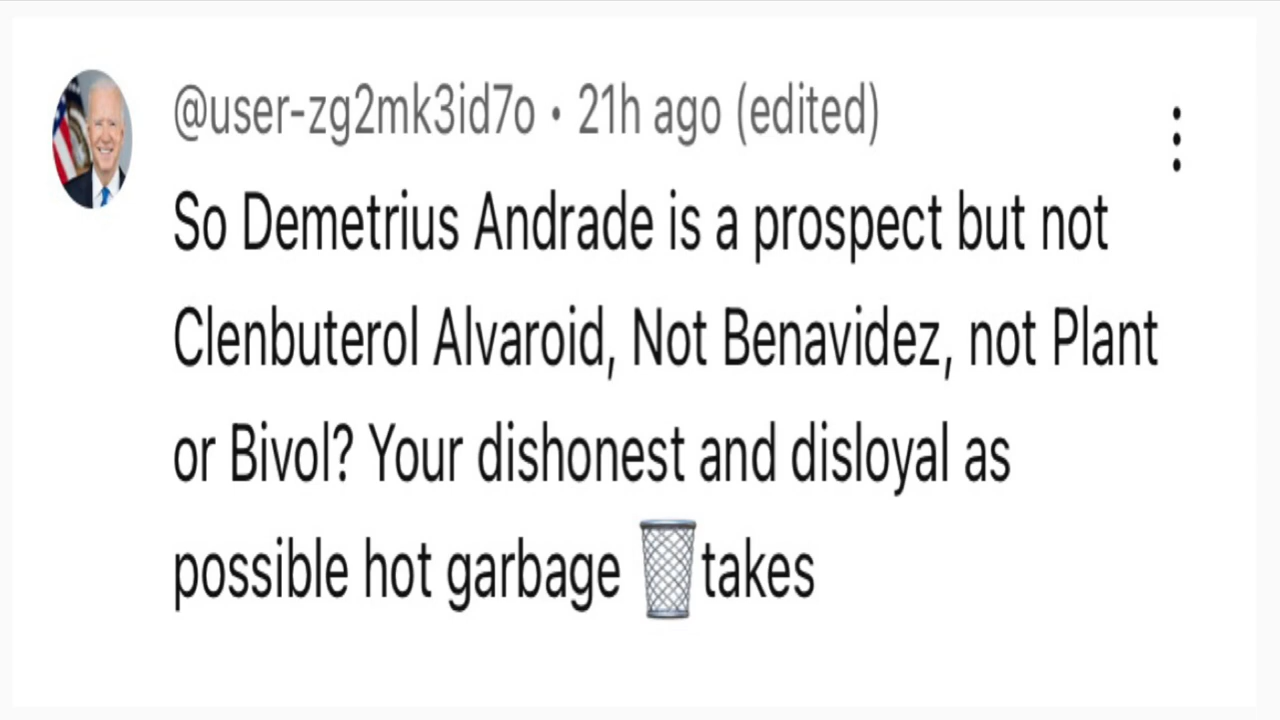 @user-zg2mk3id7o • 21h ago (edited)
So Demetrius Andrade is a prospect but not
Clenbuterol Alvaroid, Not Benavidez, not Plant
or Bivol? Your dishonest and disloyal as
possible hot garbage 🗑️takes